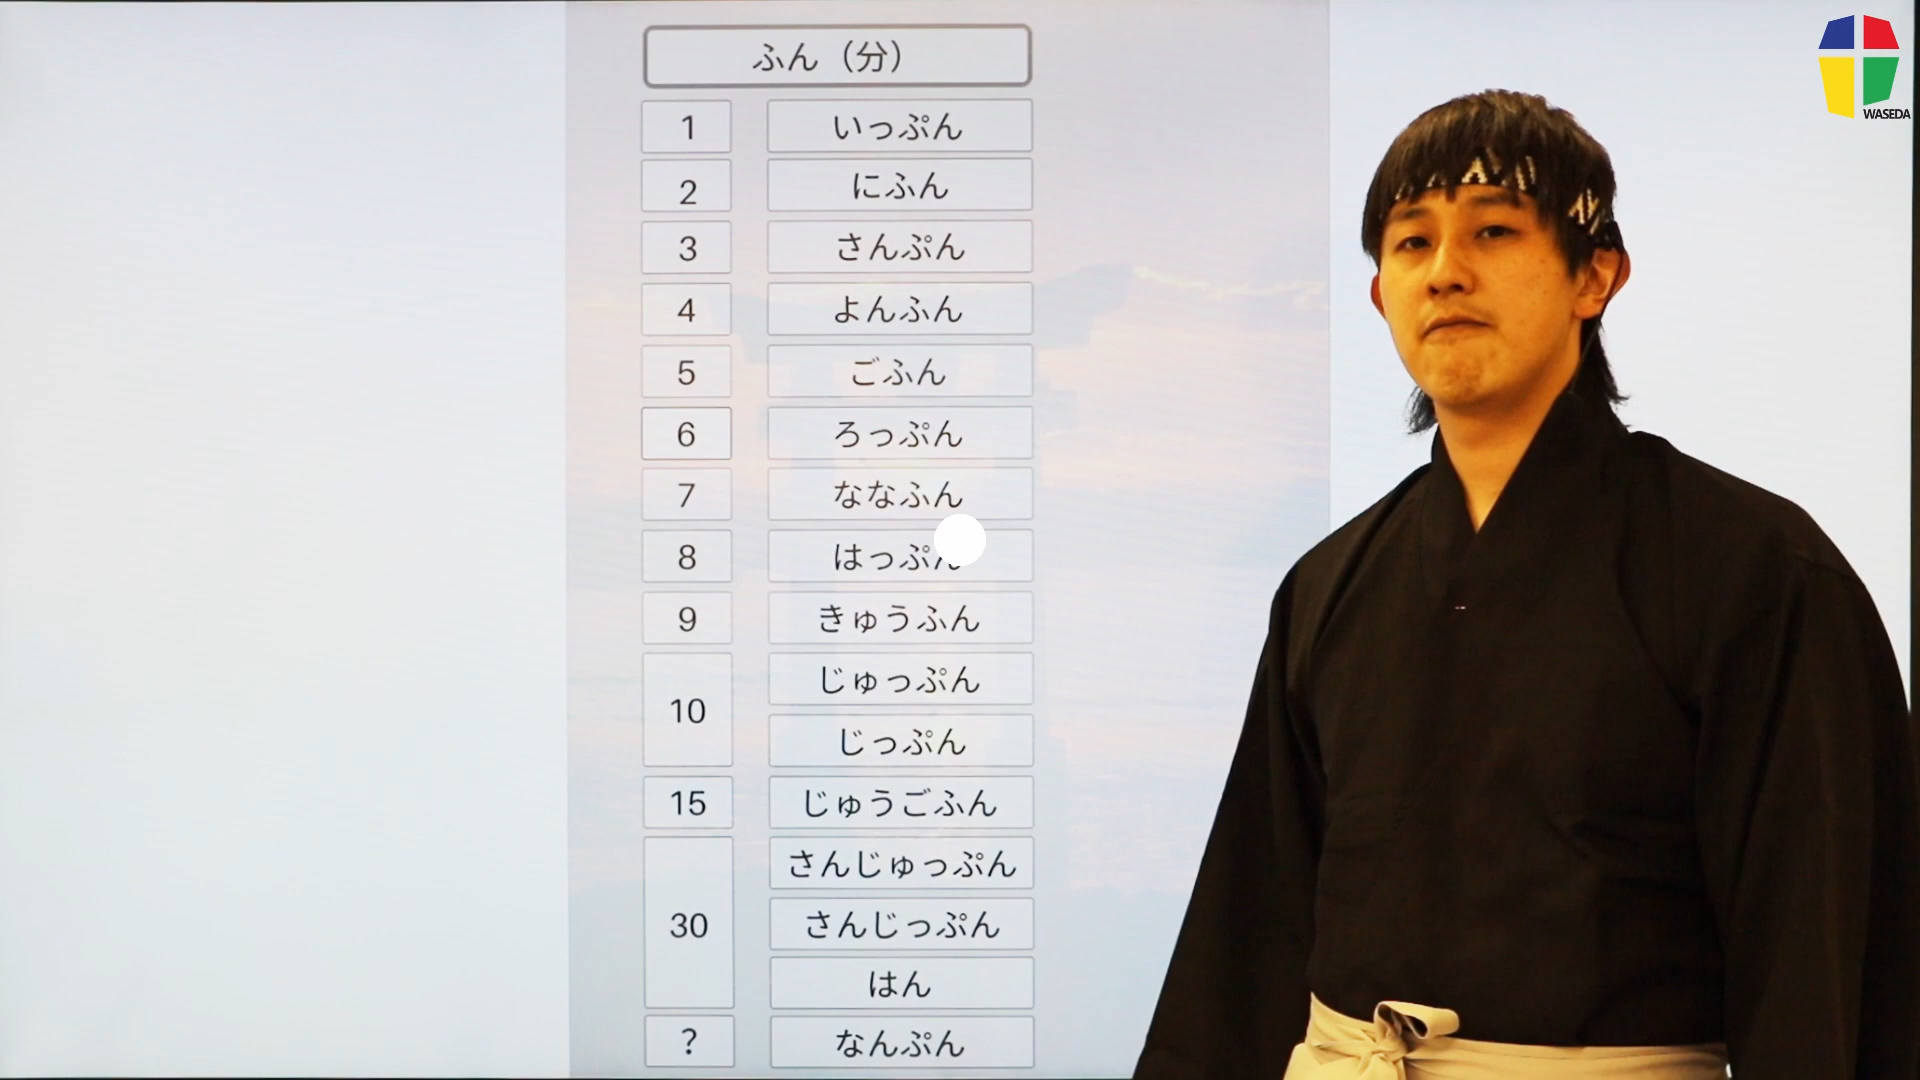 ふん（分）
1 いっぷん
2 にふん
3 さんぷん
4 よんふん
5 ごふん
6 ろっぷん
7 ななふん
8 はっぷん
9 きゅうふん
10 じゅっぷん
じっぷん
15 じゅうごふん
30 さんじゅっぷん
さんじっぷん
はん
? なんぷん
WASEDA